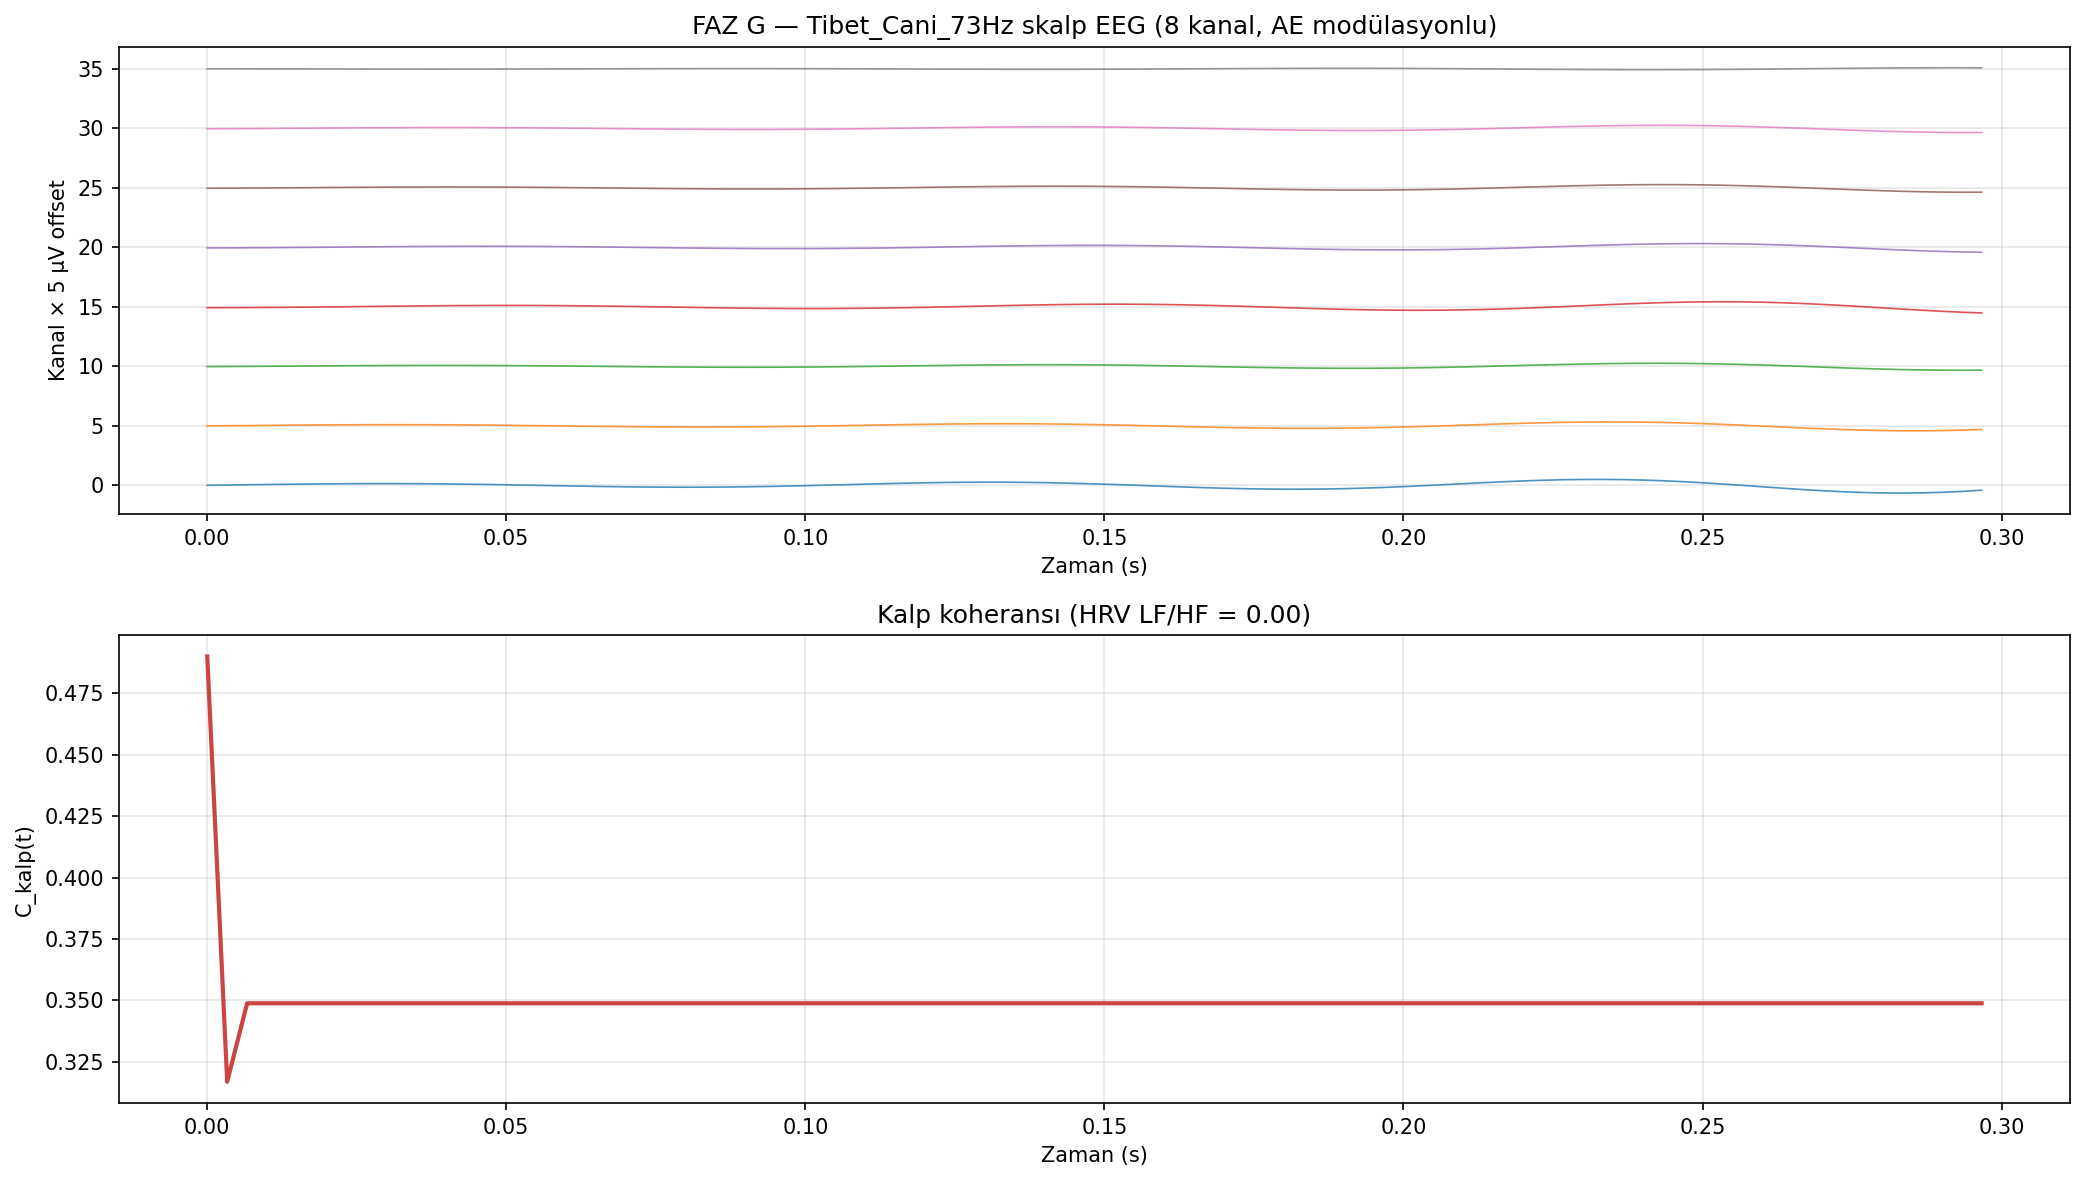 FAZ G — Tibet_Cani_73Hz skalp EEG (8 kanal, AE modülasyonlu)
Kanal × 5 µV offset
35
30
25
20
15
10
5
0
0.00 0.05 0.10 0.15 0.20 0.25 0.30
Zaman (s)
Kalp koheransı (HRV LF/HF = 0.00)
C_kalp(t)
0.475
0.450
0.425
0.400
0.375
0.350
0.325
0.00 0.05 0.10 0.15 0.20 0.25 0.30
Zaman (s)